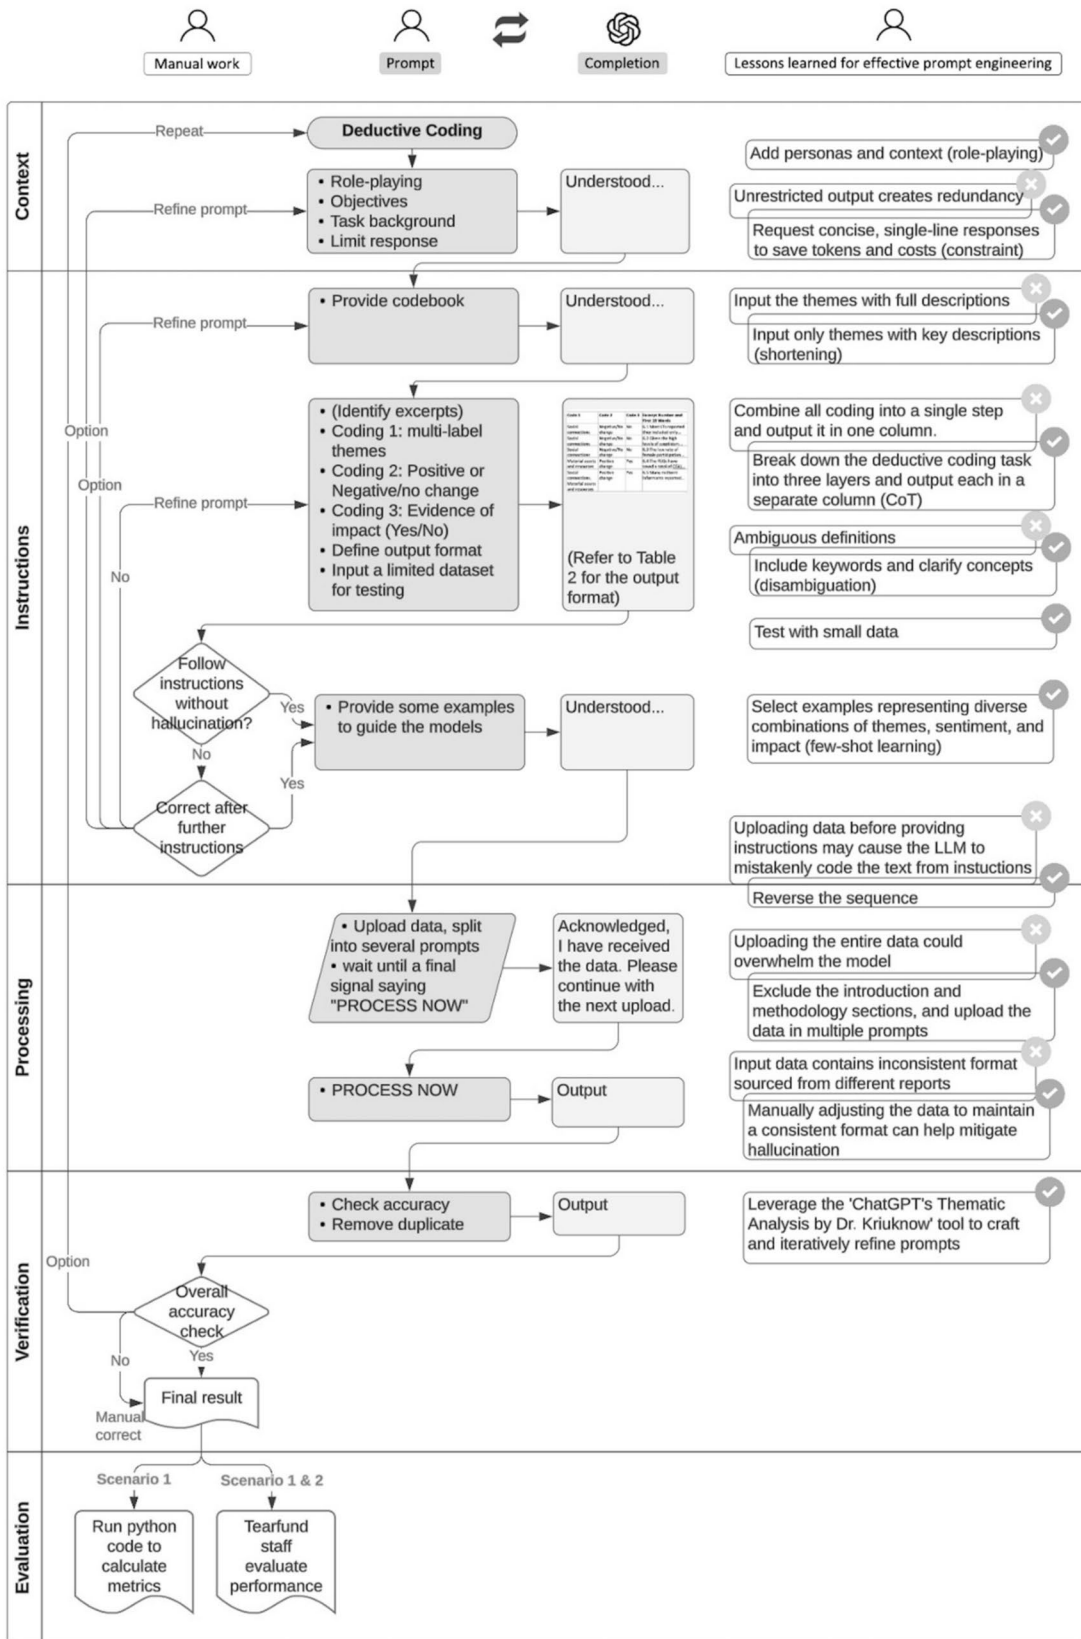 Manual work
Prompt
Completion
Lessons learned for effective prompt engineering
Context
Repeat
Deductive Coding
Refine prompt
• Role-playing
• Objectives
• Task background
• Limit response
Understood...
Add personas and context (role-playing)
Unrestricted output creates redundancy
Request concise, single-line responses
to save tokens and costs (constraint)
Instructions
Refine prompt
• Provide codebook
Understood...
Input the themes with full descriptions
Input only themes with key descriptions
(shortening)
Option
Option
Refine prompt
• (Identify excerpts)
• Coding 1: multi-label
themes
• Coding 2: Positive or
Negative/no change
• Coding 3: Evidence of
impact (Yes/No)
• Define output format
• Input a limited dataset
for testing
(Refer to Table
2 for the output
format)
Combine all coding into a single step
and output it in one column.
Break down the deductive coding task
into three layers and output each in a
separate column (CoT)
Ambiguous definitions
Include keywords and clarify concepts
(disambiguation)
Test with small data
No
Follow
instructions
without
hallucination?
Yes
No
Correct after
further
instructions
Yes
• Provide some examples
to guide the models
Understood...
Select examples representing diverse
combinations of themes, sentiment, and
impact (few-shot learning)
Uploading data before providng
instructions may cause the LLM to
mistakenly code the text from instuctions
Reverse the sequence
Processing
• Upload data, split
into several prompts
• wait until a final
signal saying
"PROCESS NOW"
Acknowledged,
I have received
the data. Please
continue with
the next upload.
Uploading the entire data could
overwhelm the model
Exclude the introduction and
methodology sections, and upload the
data in multiple prompts
• PROCESS NOW
Output
Input data contains inconsistent format
sourced from different reports
Manually adjusting the data to maintain
a consistent format can help mitigate
hallucination
Verification
• Check accuracy
• Remove duplicate
Output
Leverage the 'ChatGPT's Thematic
Analysis by Dr. Kriuknow' tool to craft
and iteratively refine prompts
Option
Overall
accuracy
check
No
Yes
Manual
correct
Final result
Evaluation
Scenario 1
Scenario 1 & 2
Run python
code to
calculate
metrics
Tearfund
staff
evaluate
performance